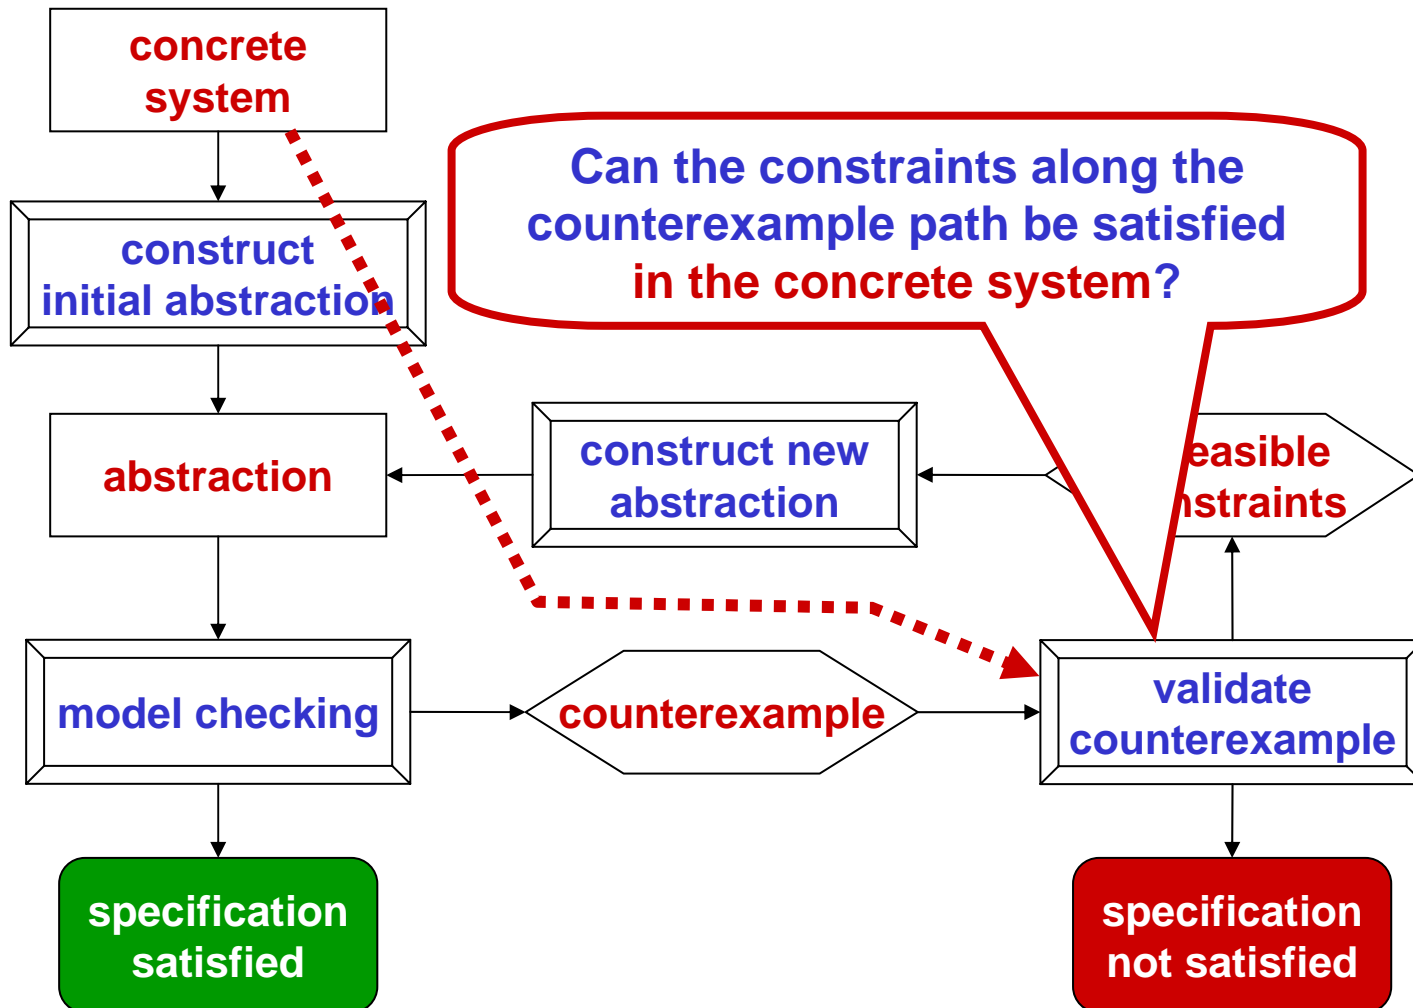 concrete
system
Can the constraints along the
counterexample path be satisfied
in the concrete system?
construct
initial abstraction
abstraction
construct new
abstraction
easible
nstraints
model checking
counterexample
validate
counterexample
specification
satisfied
specification
not satisfied